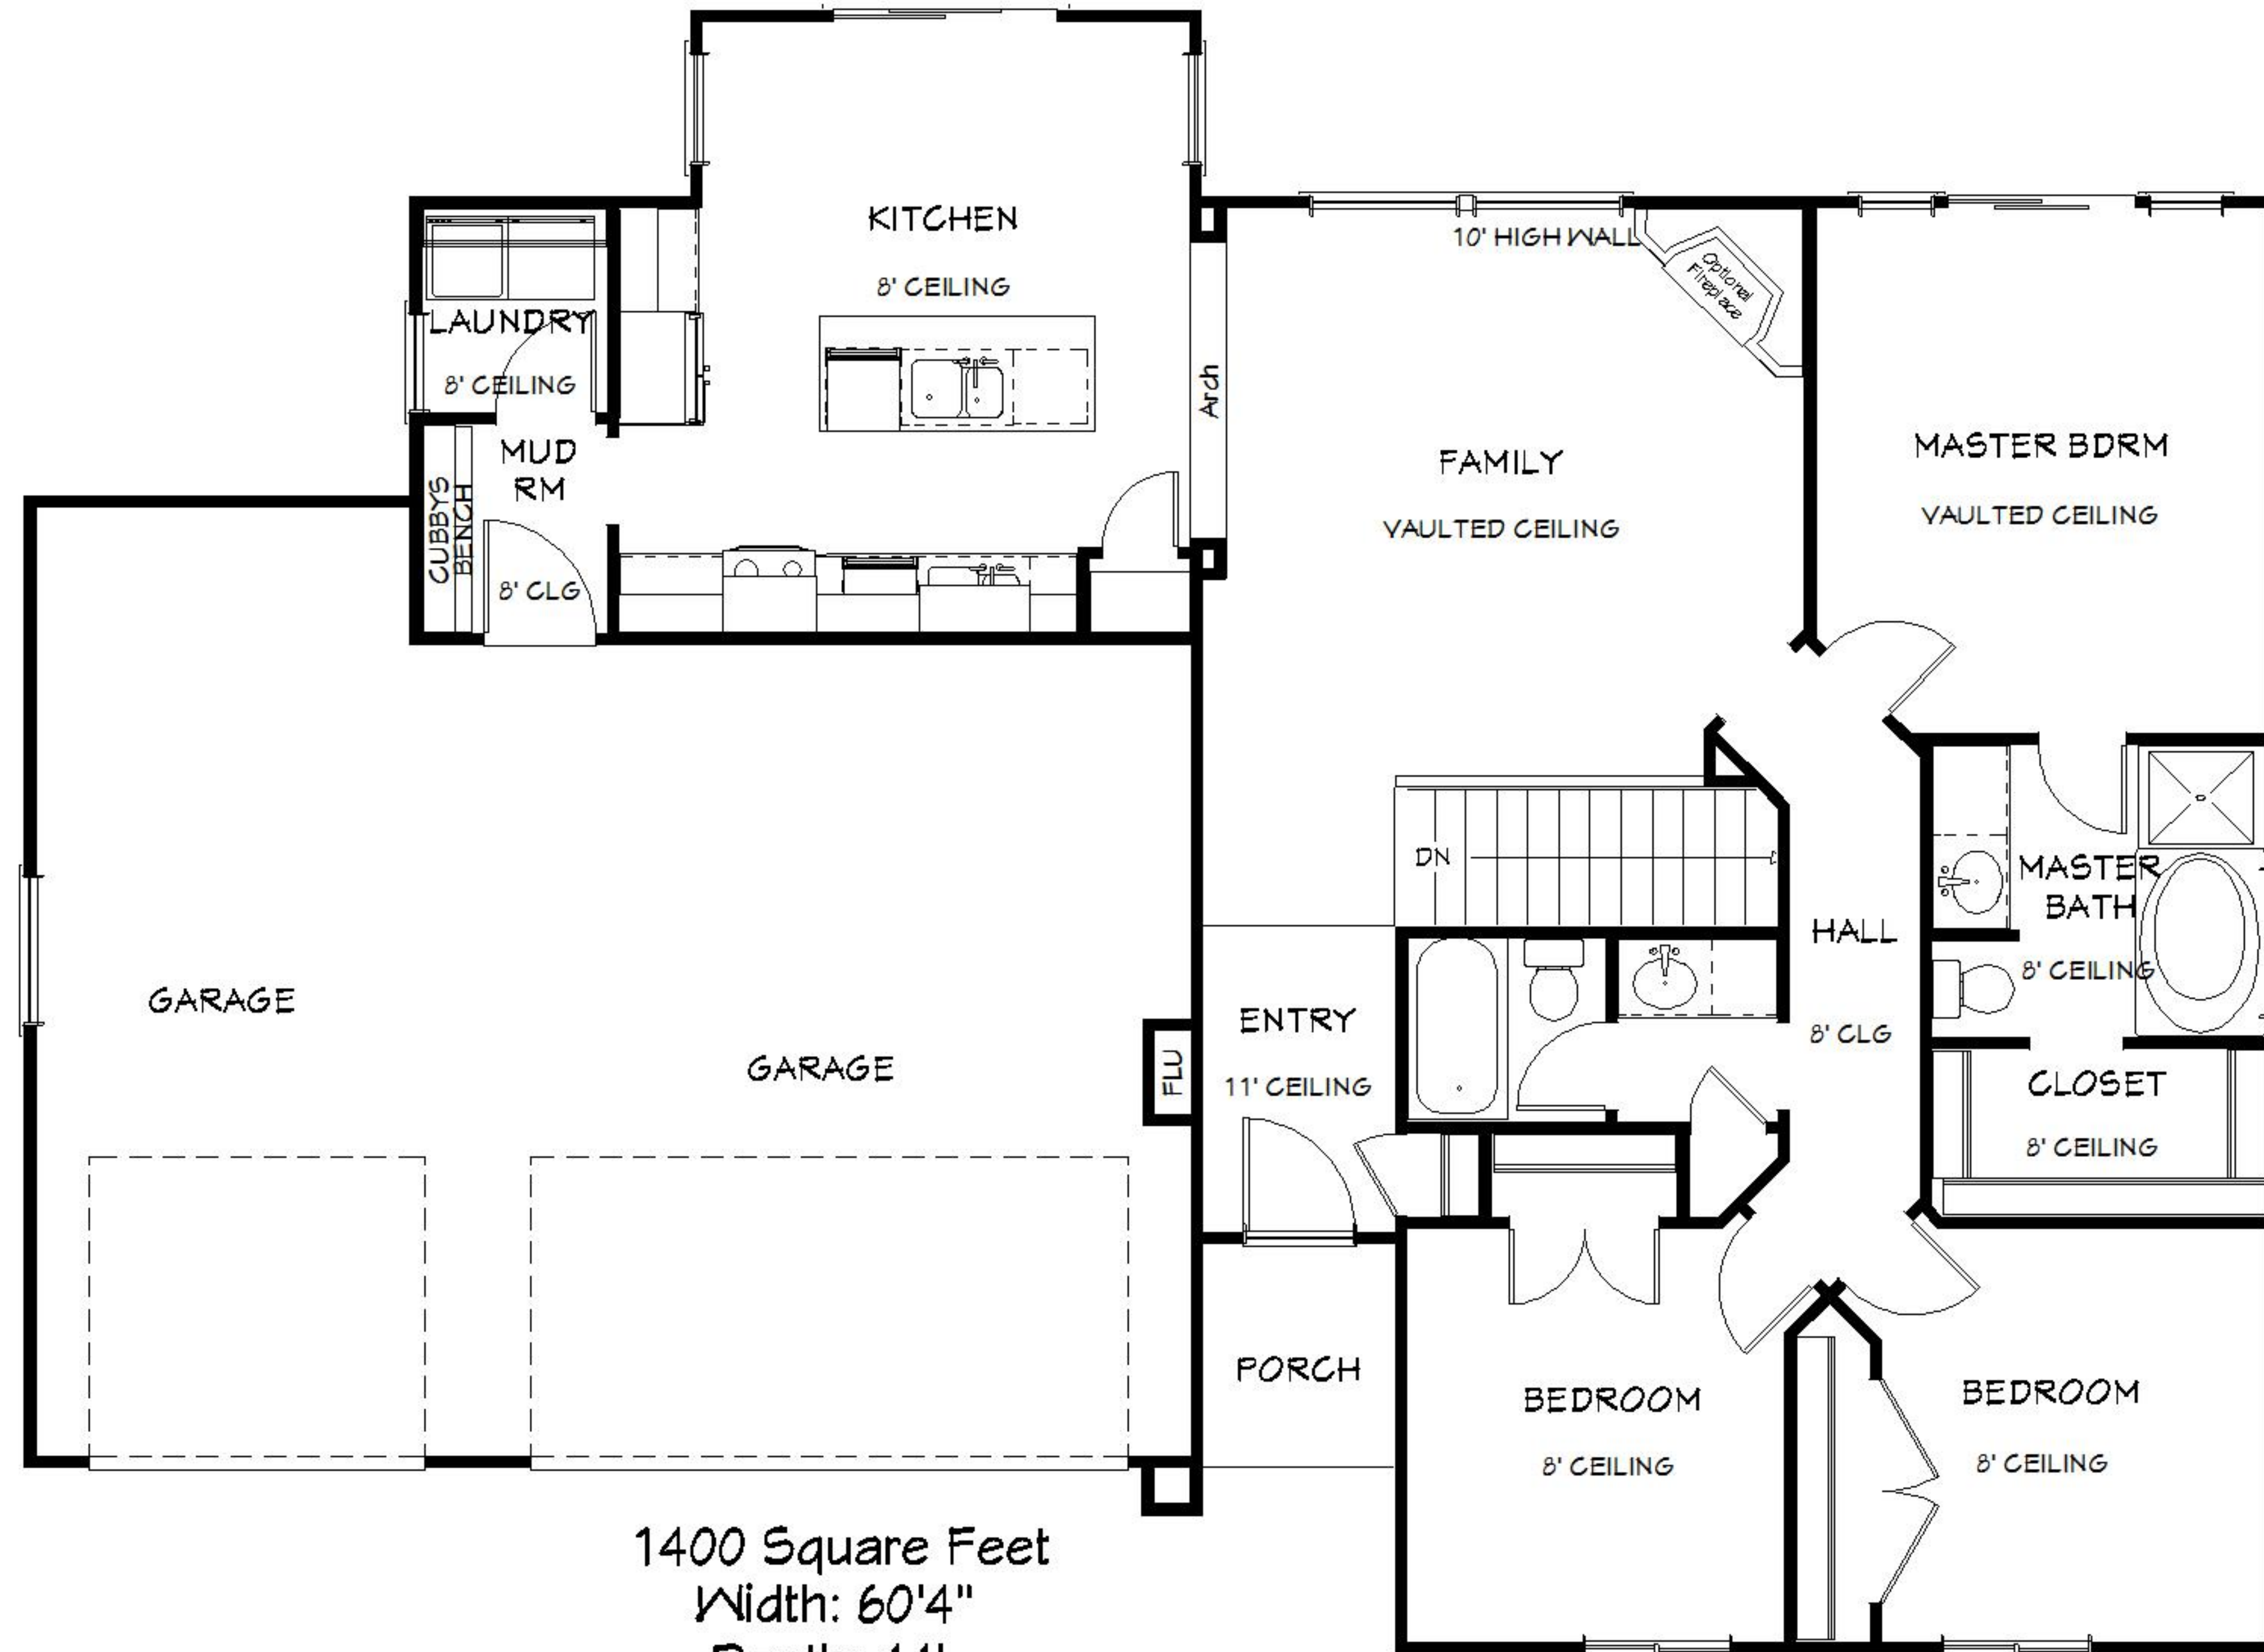 KITCHEN
8' CEILING
10' HIGH WALL
Optional
Fireplace
LAUNDRY
8' CEILING
Arch
MUD
RM
CUBBYS
BENCH
8' CLG
FAMILY
VAULTED CEILING
MASTER BDRM
VAULTED CEILING
DN
MASTER
BATH
8' CEILING
HALL
8' CLG
GARAGE
GARAGE
FLU
ENTRY
11' CEILING
CLOSET
8' CEILING
PORCH
BEDROOM
8' CEILING
BEDROOM
8' CEILING
1400 Square Feet
Width: 60'4"